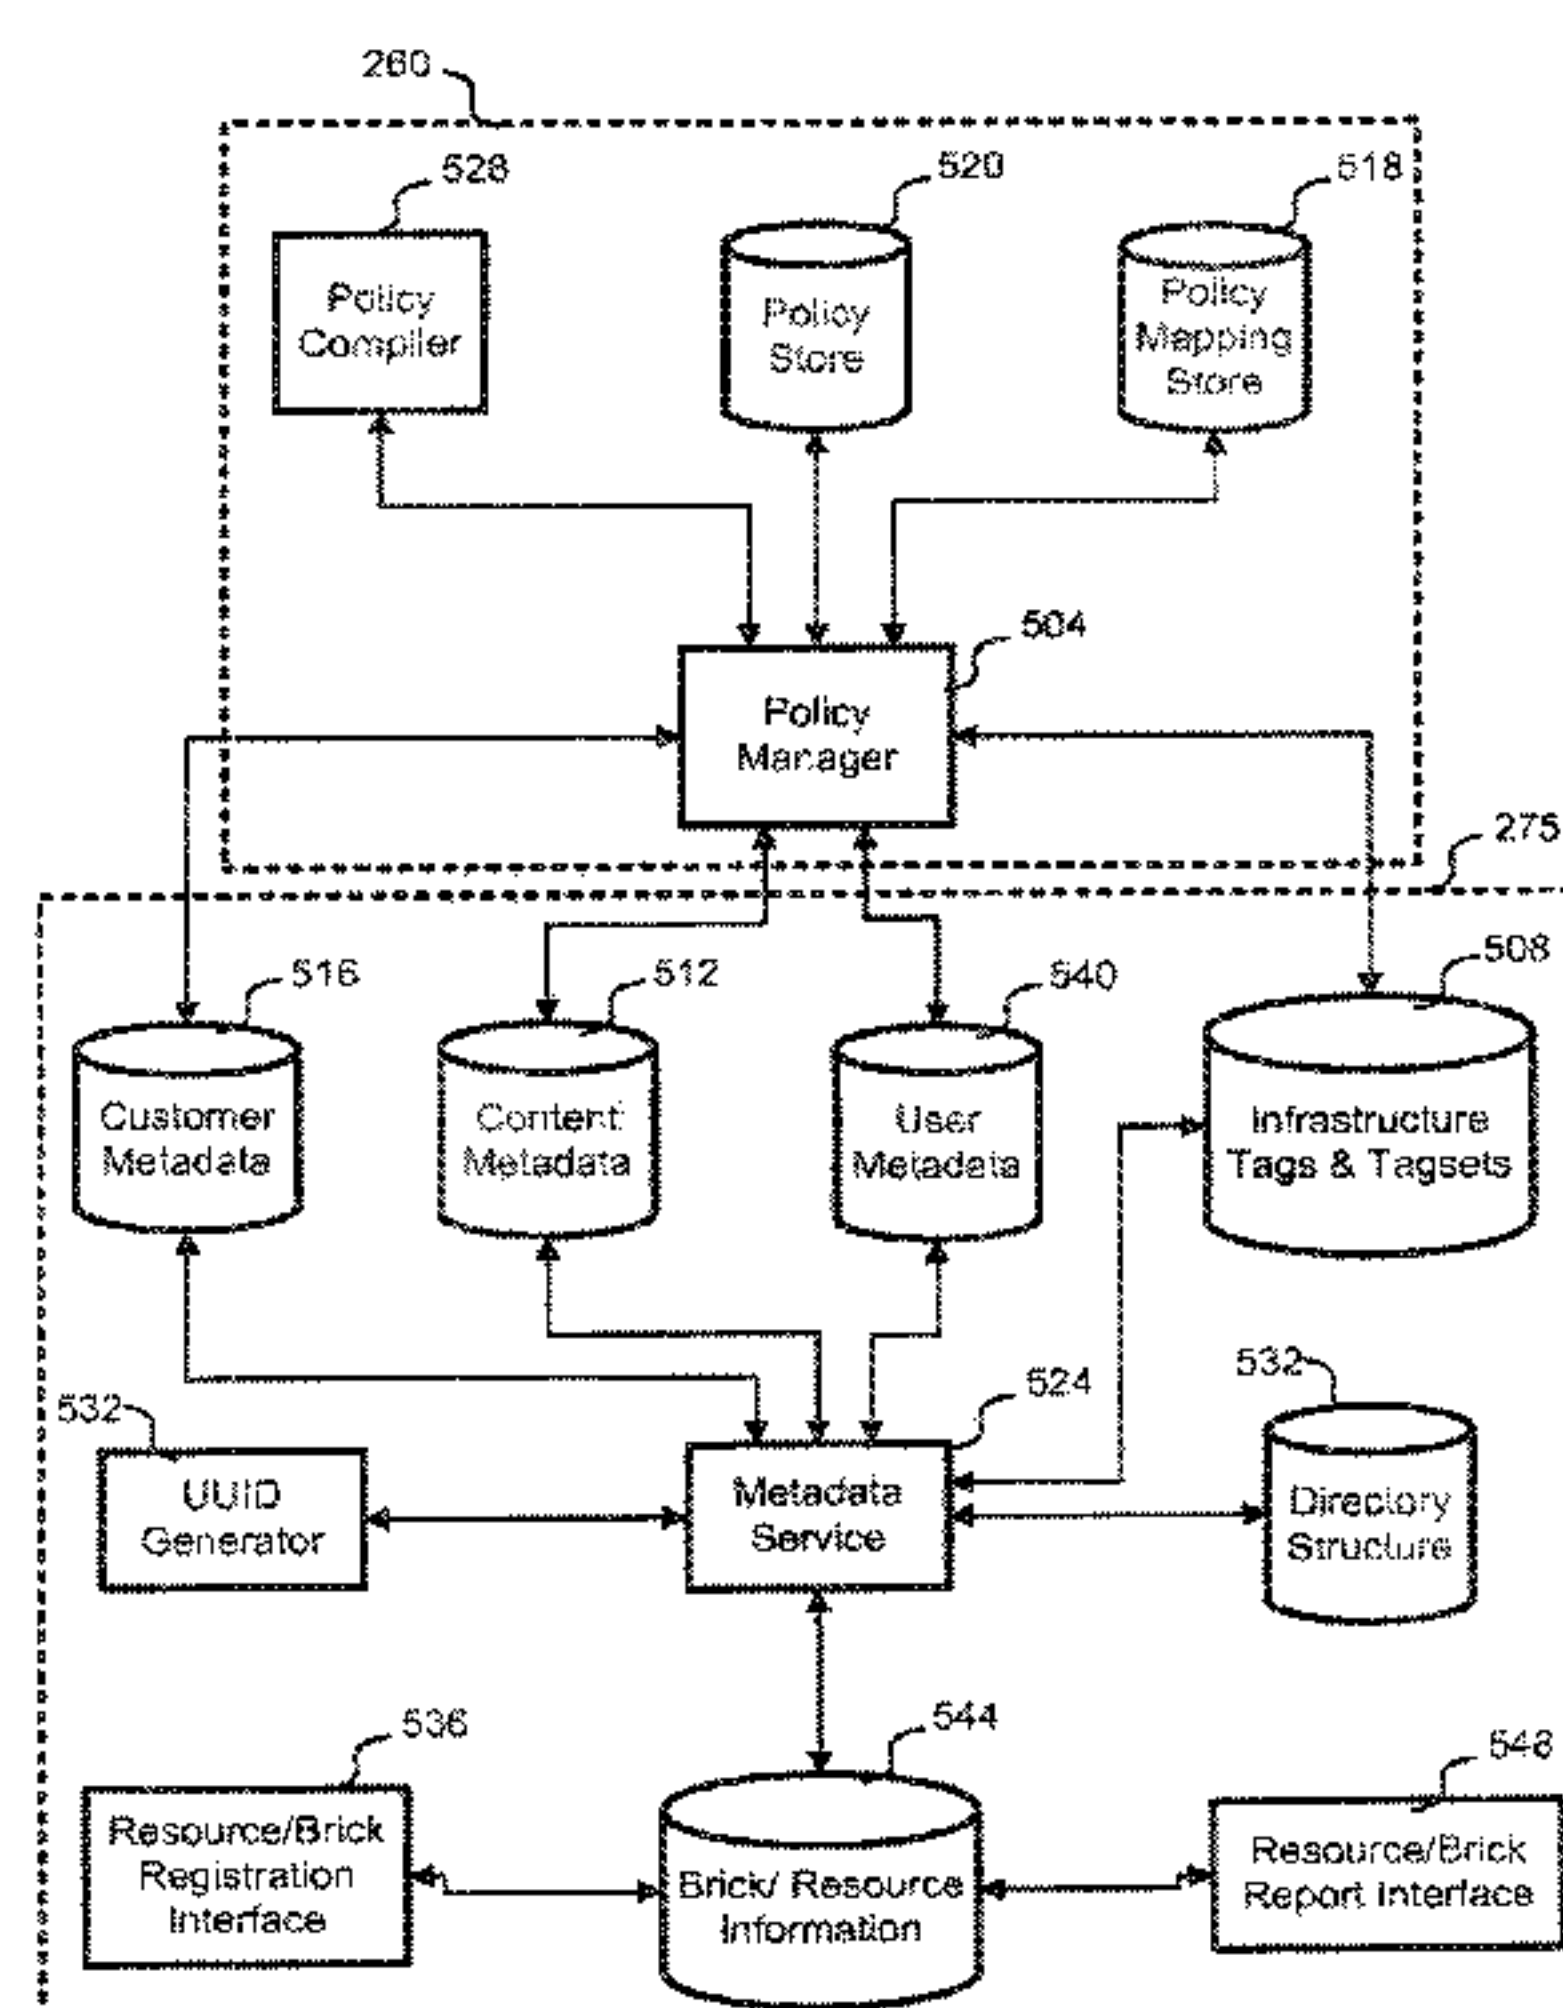 260
528
520
518
Policy
Compiler
Policy
Store
Policy
Mapping
Store
504
Policy
Manager
275
516
512
540
508
Customer
Metadata
Content
Metadata
User
Metadata
Infrastructure
Tags & Tagsets
532
524
532
UUID
Generator
Metadata
Service
Directory
Structure
536
544
548
Resource/Brick
Registration
Interface
Brick/ Resource
Information
Resource/Brick
Report Interface